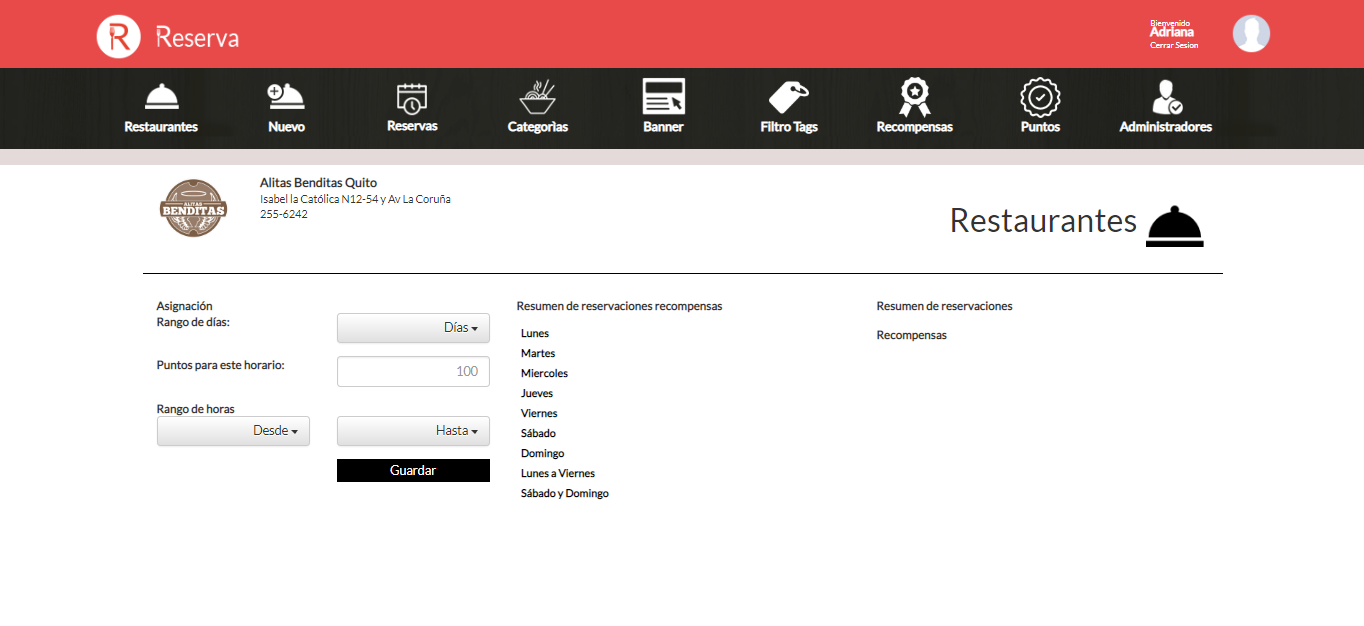 Reserva
Bienvenido
Adriana
Cerrar Sesion
Restaurantes
Nuevo
Reservas
Categorìas
Banner
Filtro Tags
Recompensas
Puntos
Administradores
ALITAS
BENDITAS
Alitas Benditas Quito
Isabel la Católica N12-54 y Av La Coruña
255-6242
Restaurantes
Asignación
Rango de días:
Días
Puntos para este horario:
100
Rango de horas
Desde
Hasta
Guardar
Resumen de reservaciones recompensas
Lunes
Martes
Miercoles
Jueves
Viernes
Sábado
Domingo
Lunes a Viernes
Sábado y Domingo
Resumen de reservaciones
Recompensas